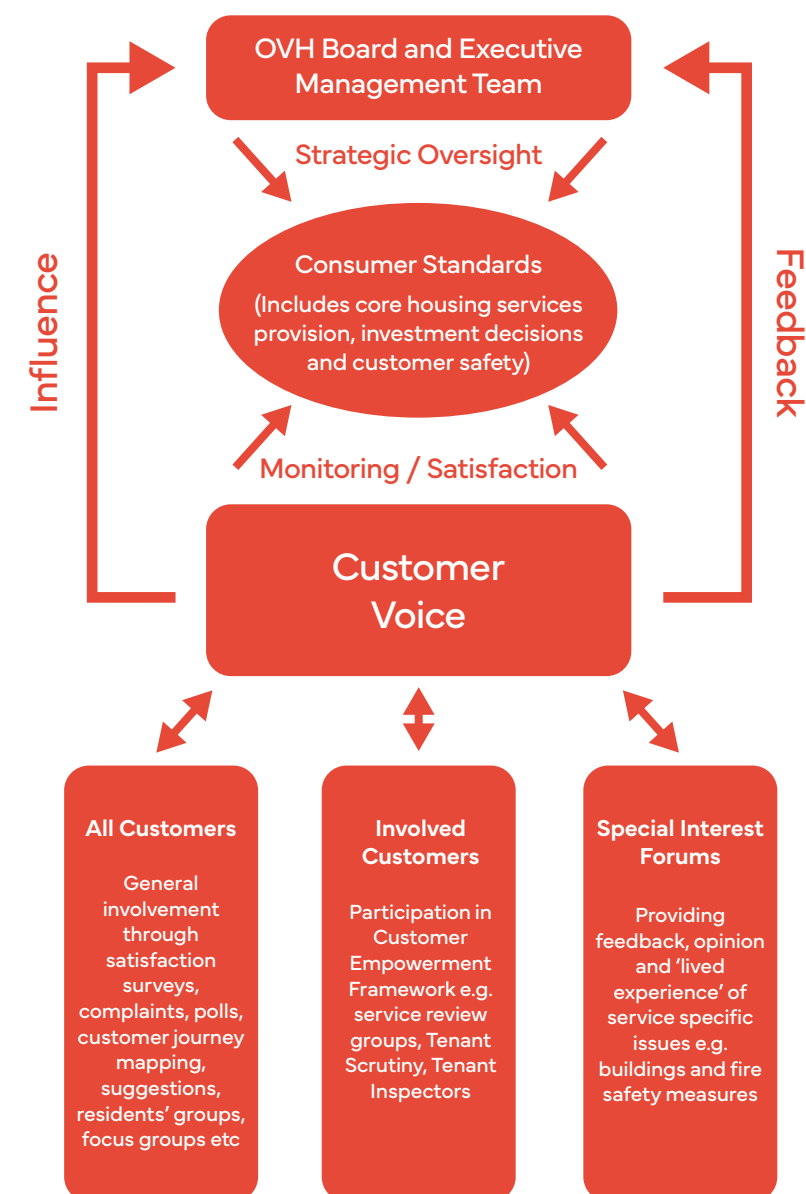 OVH Board and Executive
Management Team
Strategic Oversight
Influence
Feedback
Consumer Standards
(Includes core housing services
provision, investment decisions
and customer safety)
Monitoring / Satisfaction
Customer
Voice
All Customers
General
involvement
through
satisfaction
surveys,
complaints, polls,
customer journey
mapping,
suggestions,
residents’ groups,
focus groups etc
Involved
Customers
Participation in
Customer
Empowerment
Framework e.g.
service review
groups, Tenant
Scrutiny, Tenant
Inspectors
Special Interest
Forums
Providing
feedback, opinion
and ‘lived
experience’ of
service specific
issues e.g.
buildings and fire
safety measures